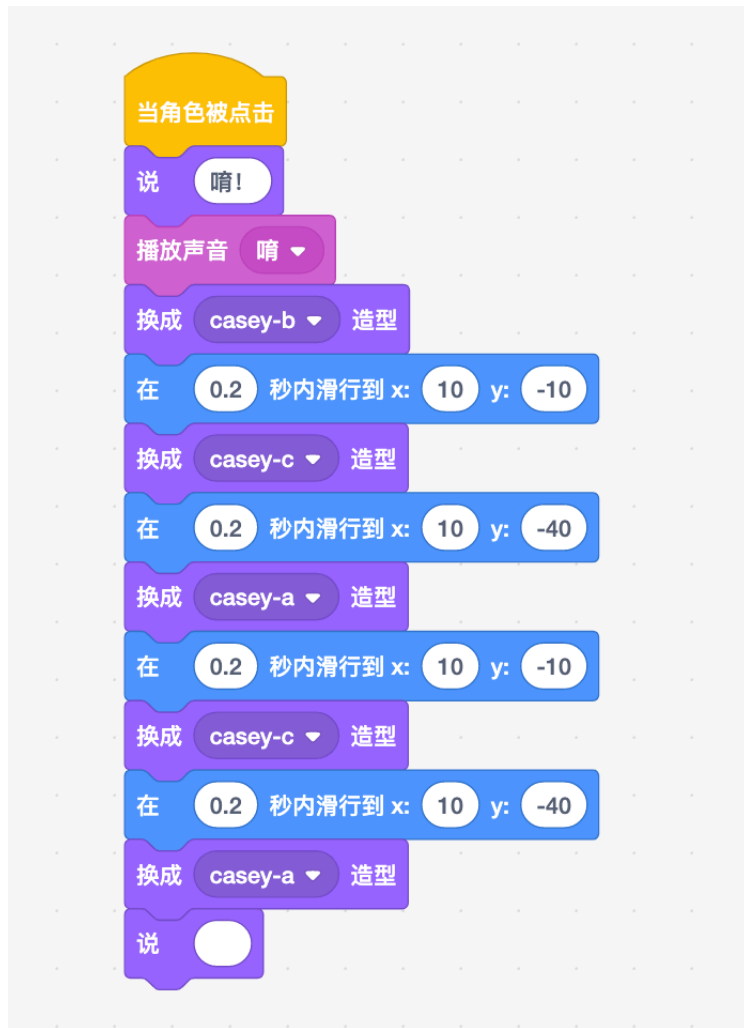 当角色被点击
说 唷!
播放声音 唷
换成 casey-b 造型
在 0.2 秒内滑行到 x: 10 y: -10
换成 casey-c 造型
在 0.2 秒内滑行到 x: 10 y: -40
换成 casey-a 造型
在 0.2 秒内滑行到 x: 10 y: -10
换成 casey-c 造型
在 0.2 秒内滑行到 x: 10 y: -40
换成 casey-a 造型
说